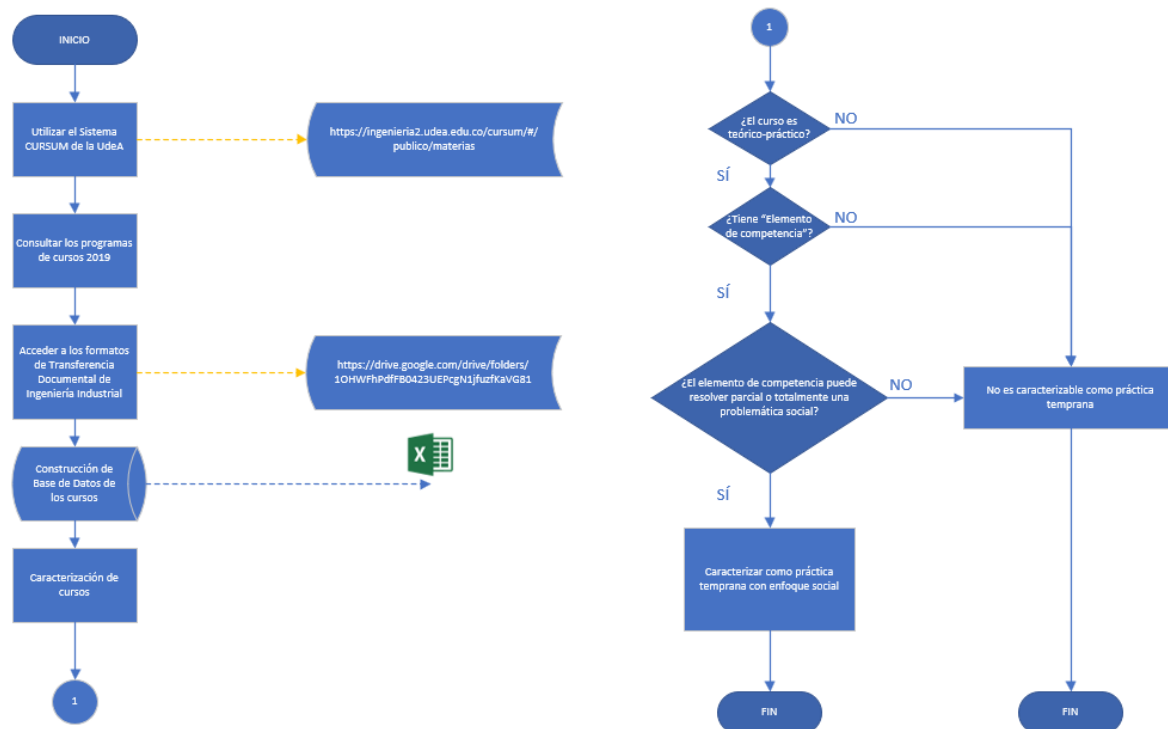 INICIO
Utilizar el Sistema
CURSUM de la UdeA
https://ingenieria2.udea.edu.co/cursum/#/
publico/materias
Consultar los programas
de cursos 2019
Acceder a los formatos
de Transferencia
Documental de
Ingeniería Industrial
https://drive.google.com/drive/folders/
1OHWFhPdfFB0423UEPcgN1jfuzfKaVG81
Construcción de
Base de Datos de
los cursos
X
Caracterización de
cursos
1
1
¿El curso es
teórico-práctico?
NO
SÍ
¿Tiene “Elemento
de competencia”?
NO
SÍ
¿El elemento de competencia puede
resolver parcial o totalmente una
problemática social?
NO
No es caracterizable como práctica
temprana
SÍ
Caracterizar como práctica
temprana con enfoque social
FIN
FIN